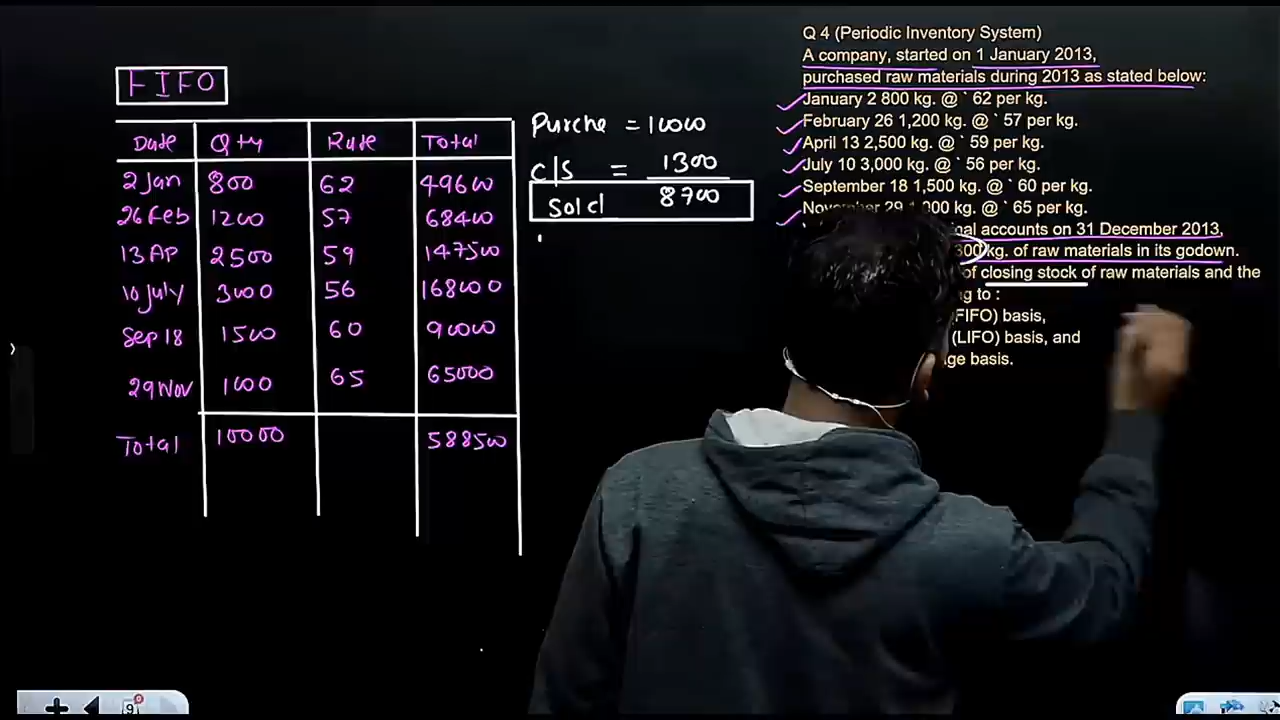 FIFO
Date Qty Rate Total
2 Jan 800 62 49600
26 Feb 1200 57 68400
13 AP 2500 59 147500
10 July 3000 56 168000
Sep 18 1500 60 90000
29 Nov 1000 65 65000
Total 10000 588500
Purche = 10000
C/S = 1300
Sold 8700
Q 4 (Periodic Inventory System)
A company, started on 1 January 2013,
purchased raw materials during 2013 as stated below:
January 2 800 kg. @ ` 62 per kg.
February 26 1,200 kg. @ ` 57 per kg.
April 13 2,500 kg. @ ` 59 per kg.
July 10 3,000 kg. @ ` 56 per kg.
September 18 1,500 kg. @ ` 60 per kg.
November 29 1,000 kg. @ ` 65 per kg.
accounts on 31 December 2013,
kg. of raw materials in its godown.
of closing stock of raw materials and the
to :
(FIFO) basis,
(LIFO) basis, and
basis.